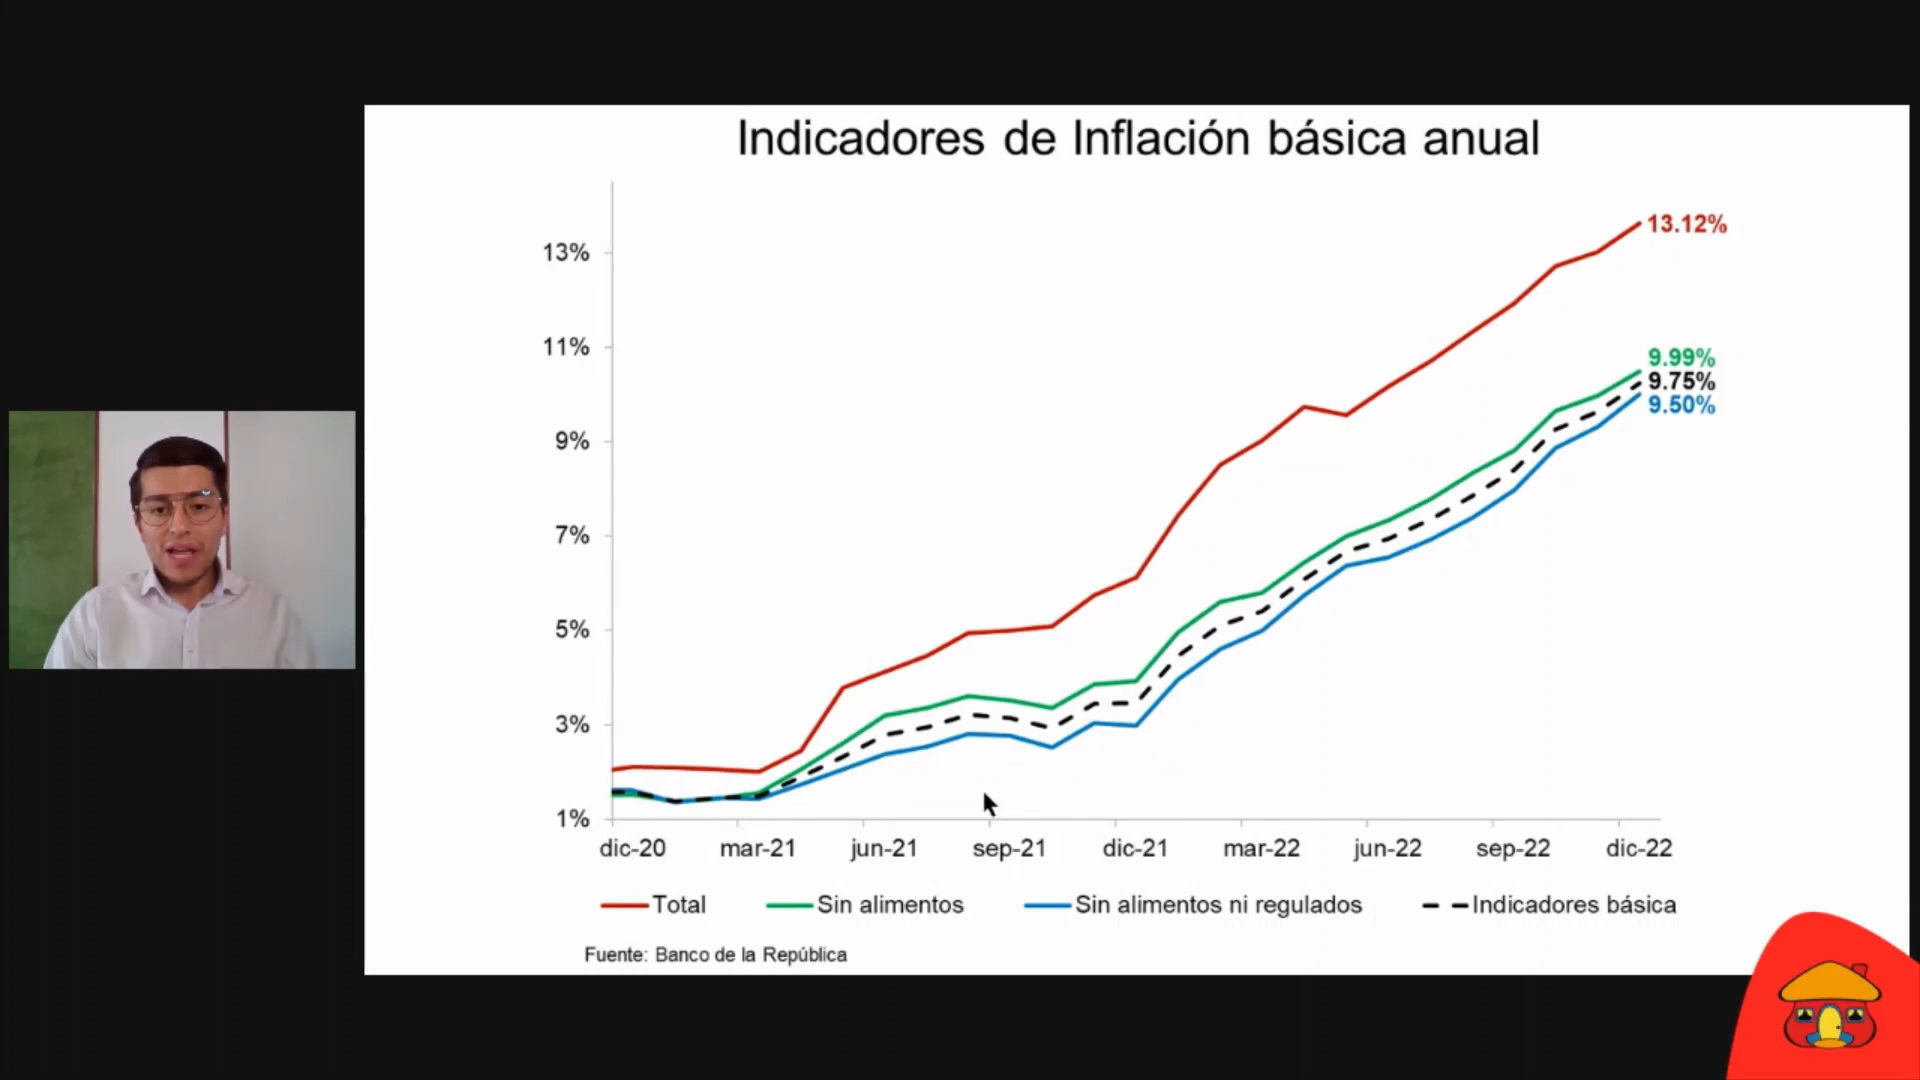 Indicadores de Inflación básica anual
13%
11%
9%
7%
5%
3%
1%
13.12%
9.99%
9.75%
9.50%
dic-20 mar-21 jun-21 sep-21 dic-21 mar-22 jun-22 sep-22 dic-22
Total Sin alimentos Sin alimentos ni regulados Indicadores básica
Fuente: Banco de la República